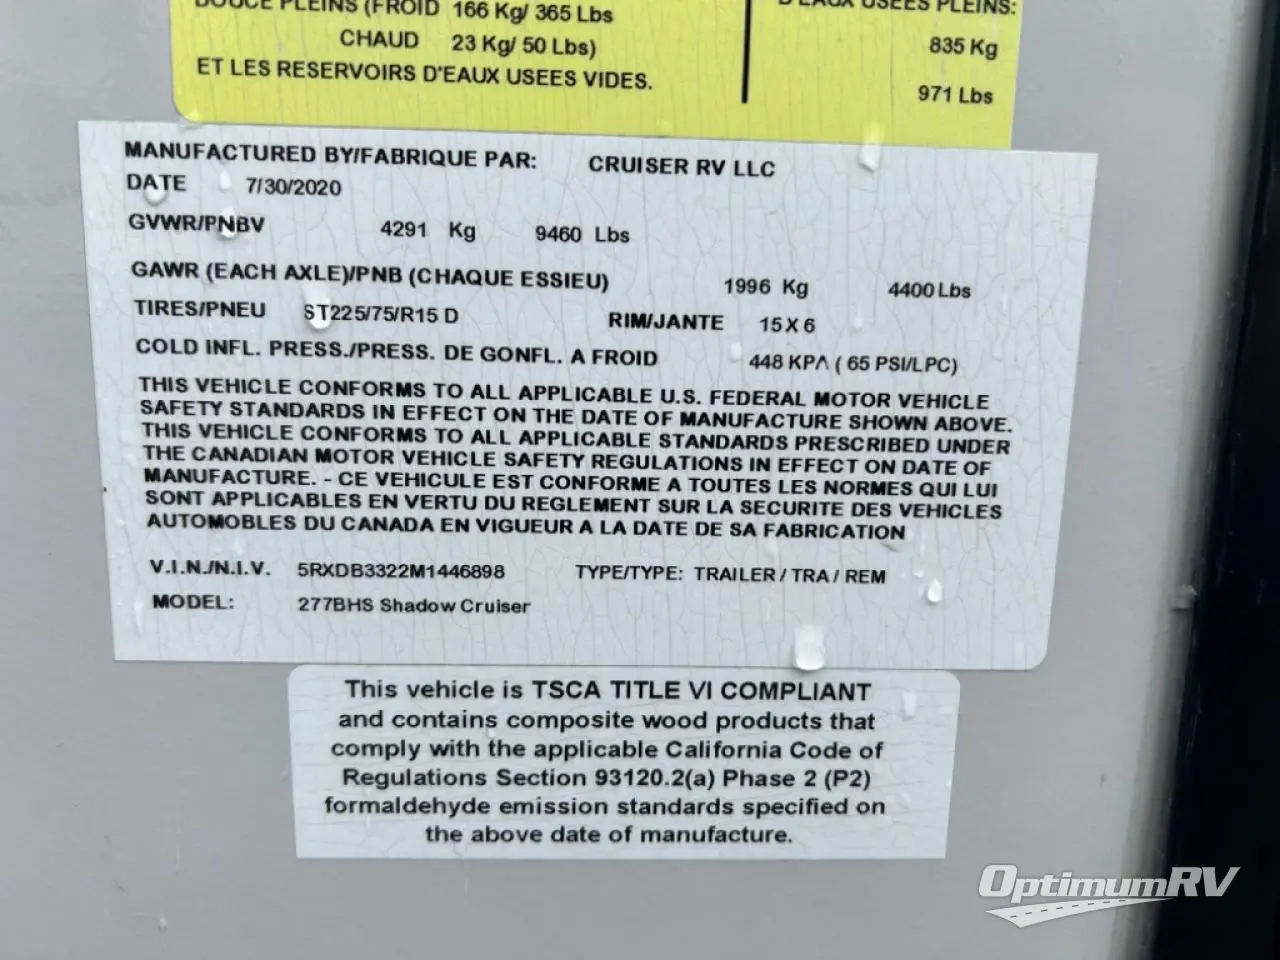 DOUCE PLEINS (FROID 166 Kg/ 365 Lbs
CHAUD 23 Kg/ 50 Lbs)
ET LES RESERVOIRS D'EAUX USEES VIDES.
D'EAUX USEES PLEINS:
835 Kg
971 Lbs
MANUFACTURED BY/FABRIQUE PAR: CRUISER RV LLC
DATE 7/30/2020
GVWR/PNBV 4291 Kg 9460 Lbs
GAWR (EACH AXLE)/PNB (CHAQUE ESSIEU) 1996 Kg 4400 Lbs
TIRES/PNEU ST225/75/R15 D RIM/JANTE 15 X 6
COLD INFL. PRESS./PRESS. DE GONFL. A FROID 448 KPA ( 65 PSI/LPC)
THIS VEHICLE CONFORMS TO ALL APPLICABLE U.S. FEDERAL MOTOR VEHICLE
SAFETY STANDARDS IN EFFECT ON THE DATE OF MANUFACTURE SHOWN ABOVE.
THIS VEHICLE CONFORMS TO ALL APPLICABLE STANDARDS PRESCRIBED UNDER
THE CANADIAN MOTOR VEHICLE SAFETY REGULATIONS IN EFFECT ON DATE OF
MANUFACTURE. - CE VEHICULE EST CONFORME A TOUTES LES NORMES QUI LUI
SONT APPLICABLES EN VERTU DU REGLEMENT SUR LA SECURITE DES VEHICLES
AUTOMOBLES DU CANADA EN VIGUEUR A LA DATE DE SA FABRICATION
V.I.N./N.I.V. 5RXDB3322M1446898 TYPE/TYPE: TRAILER / TRA / REM
MODEL: 277BHS Shadow Cruiser
This vehicle is TSCA TITLE VI COMPLIANT
and contains composite wood products that
comply with the applicable California Code of
Regulations Section 93120.2(a) Phase 2 (P2)
formaldehyde emission standards specified on
the above date of manufacture.
OptimumRV